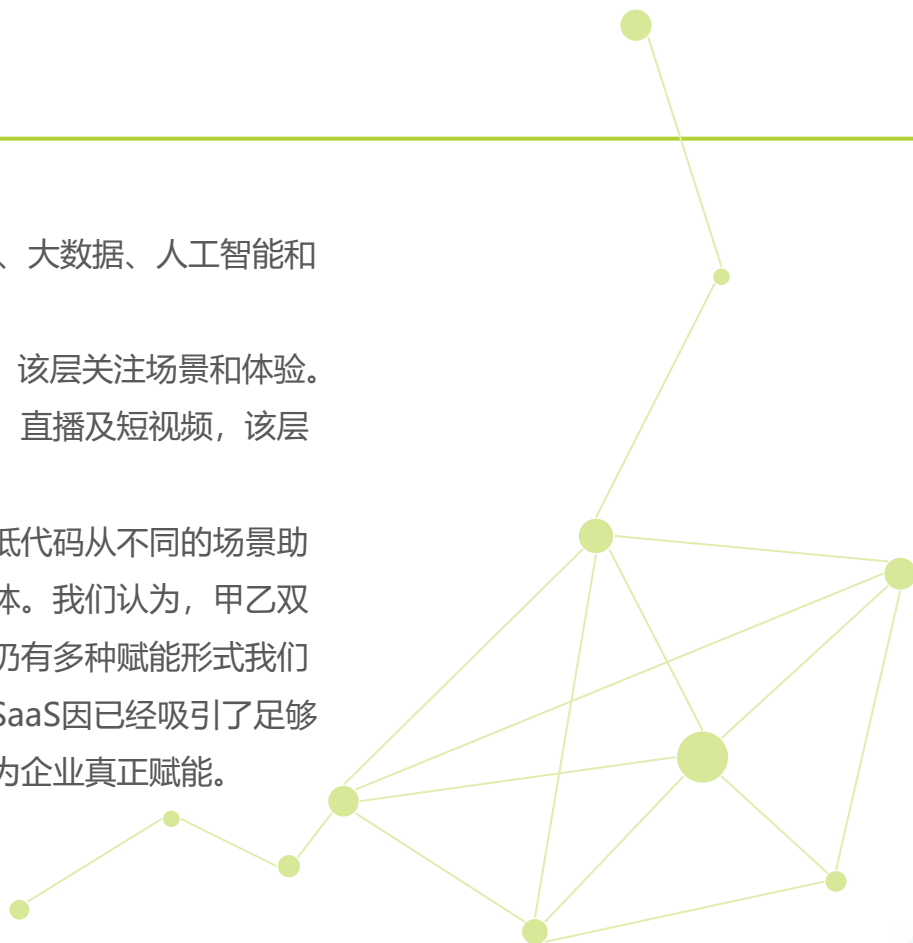 、大数据、人工智能和
该层关注场景和体验。
直播及短视频，该层
低代码从不同的场景助
体。我们认为，甲乙双
仍有多种赋能形式我们
SaaS因已经吸引了足够
为企业真正赋能。